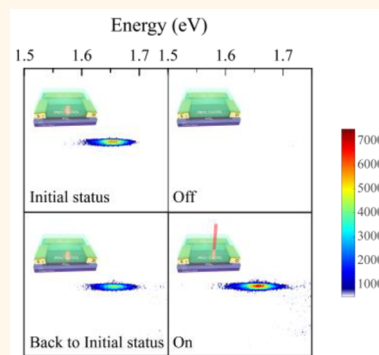 Energy (eV)
1.5 1.6 1.7 1.5 1.6 1.7
Initial status
Off
Back to Initial status
On
7000
6000
5000
4000
3000
2000
1000